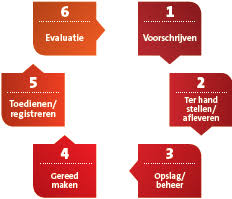 1
Voorschrijven
2
Ter hand
stellen/
afleveren
3
Opslag/
beheer
4
Gereed
maken
5
Toedienen/
registreren
6
Evaluatie